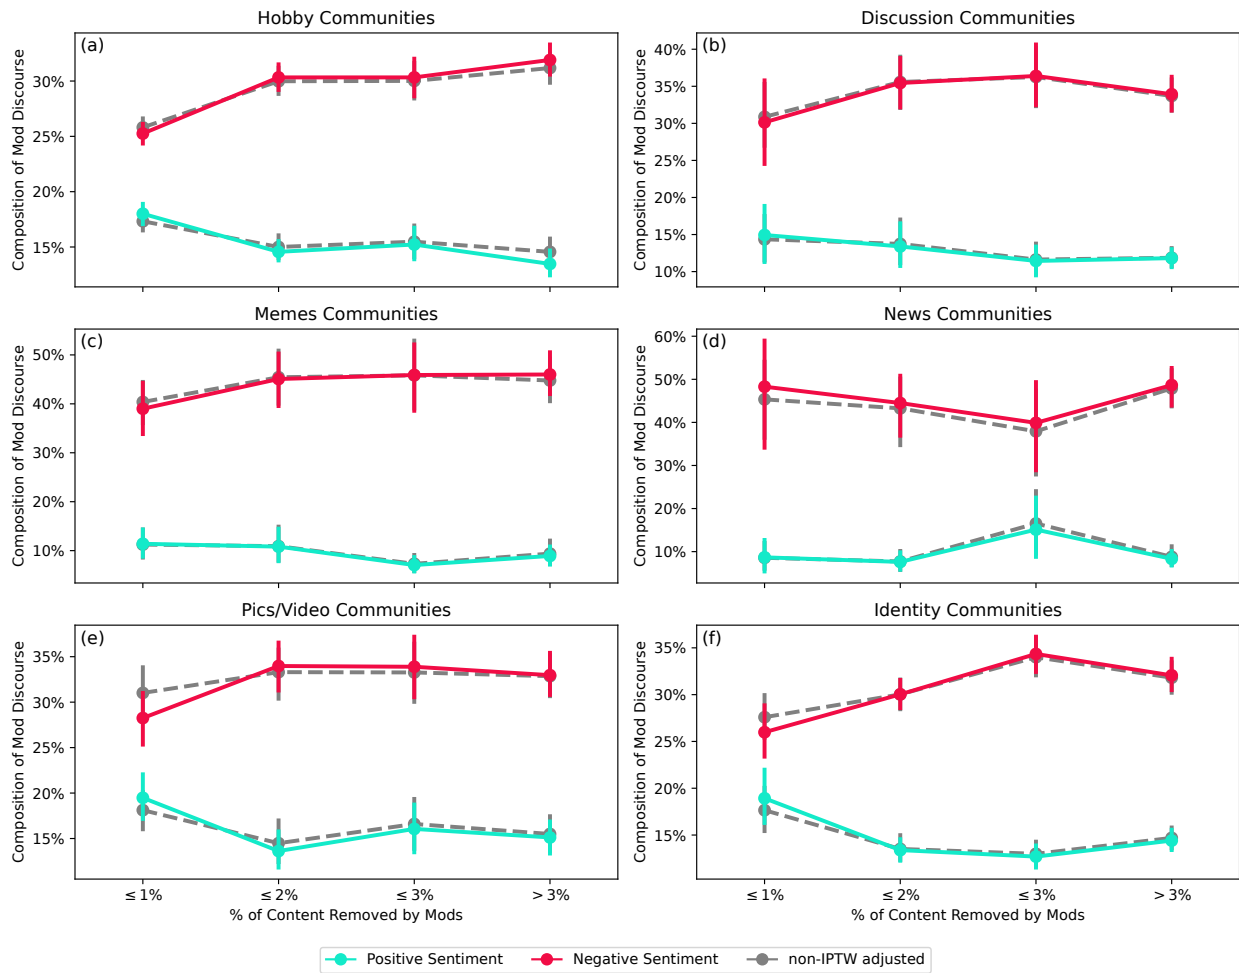 Hobby Communities
(a)
Composition of Mod Discourse
30%
25%
20%
15%
Discussion Communities
(b)
Composition of Mod Discourse
40%
35%
30%
25%
20%
15%
10%
Memes Communities
(c)
Composition of Mod Discourse
50%
40%
30%
20%
10%
News Communities
(d)
Composition of Mod Discourse
60%
50%
40%
30%
20%
10%
Pics/Video Communities
(e)
Composition of Mod Discourse
35%
30%
25%
20%
15%
≤ 1% ≤ 2% ≤ 3% > 3%
% of Content Removed by Mods
Identity Communities
(f)
Composition of Mod Discourse
35%
30%
25%
20%
15%
≤ 1% ≤ 2% ≤ 3% > 3%
% of Content Removed by Mods
Positive Sentiment Negative Sentiment non-IPTW adjusted